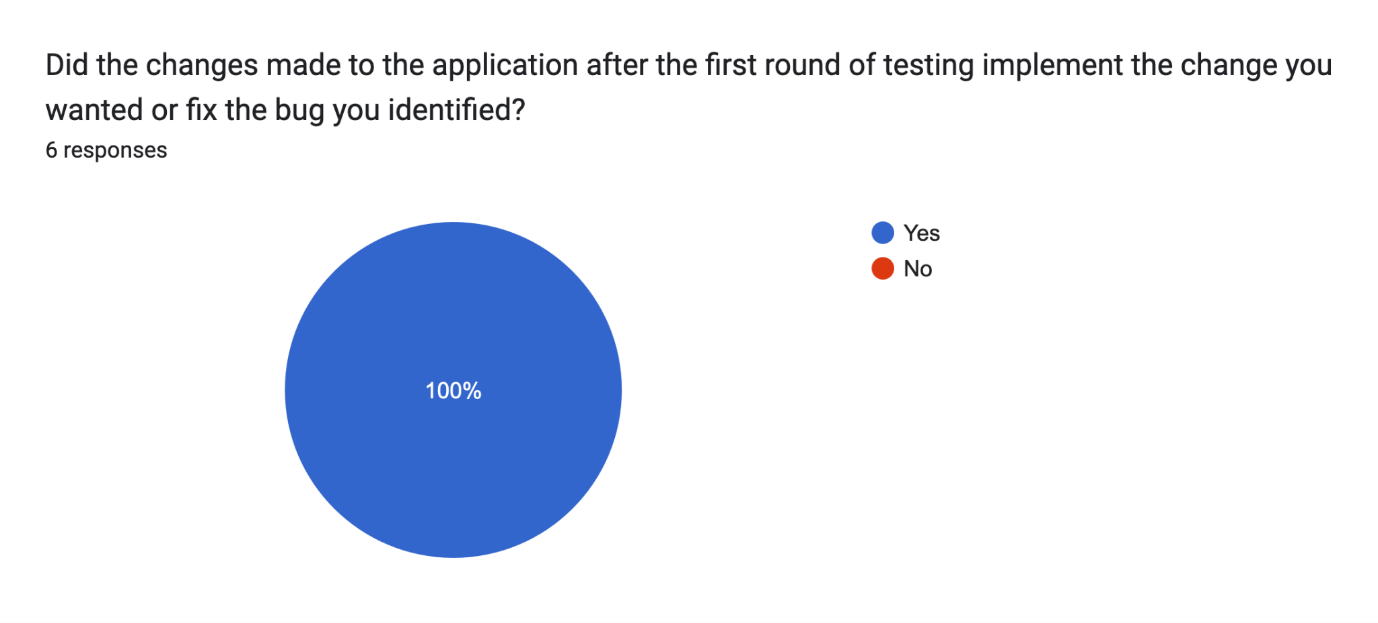 Did the changes made to the application after the first round of testing implement the change you
wanted or fix the bug you identified?
6 responses
Yes
No
100%